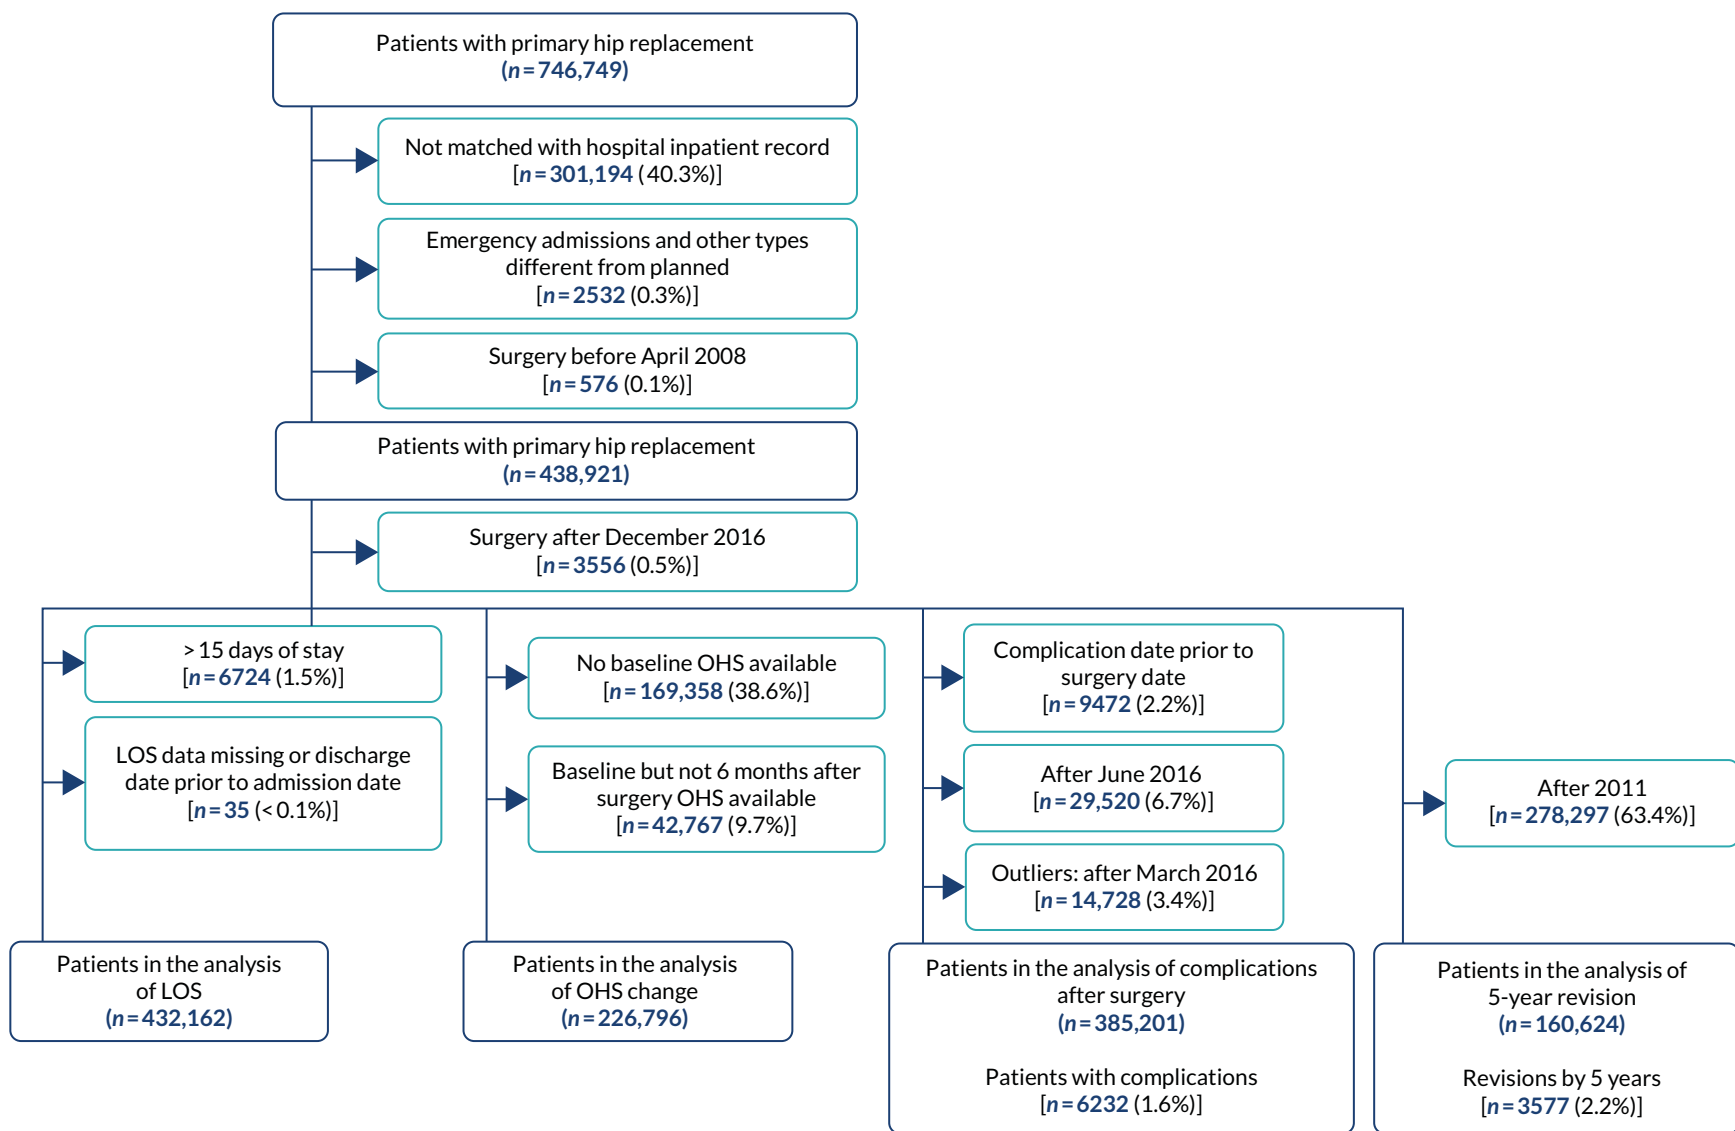 Patients with primary hip replacement
(n = 746,749)
Not matched with hospital inpatient record
[n = 301,194 (40.3%)]
Emergency admissions and other types
different from planned
[n = 2532 (0.3%)]
Surgery before April 2008
[n = 576 (0.1%)]
Patients with primary hip replacement
(n = 438,921)
Surgery after December 2016
[n = 3556 (0.5%)]
> 15 days of stay
[n = 6724 (1.5%)]
LOS data missing or discharge
date prior to admission date
[n = 35 (< 0.1%)]
No baseline OHS available
[n = 169,358 (38.6%)]
Baseline but not 6 months after
surgery OHS available
[n = 42,767 (9.7%)]
Complication date prior to
surgery date
[n = 9472 (2.2%)]
After June 2016
[n = 29,520 (6.7%)]
Outliers: after March 2016
[n = 14,728 (3.4%)]
After 2011
[n = 278,297 (63.4%)]
Patients in the analysis
of LOS
(n = 432,162)
Patients in the analysis
of OHS change
(n = 226,796)
Patients in the analysis of complications
after surgery
(n = 385,201)
Patients with complications
[n = 6232 (1.6%)]
Patients in the analysis of
5-year revision
(n = 160,624)
Revisions by 5 years
[n = 3577 (2.2%)]